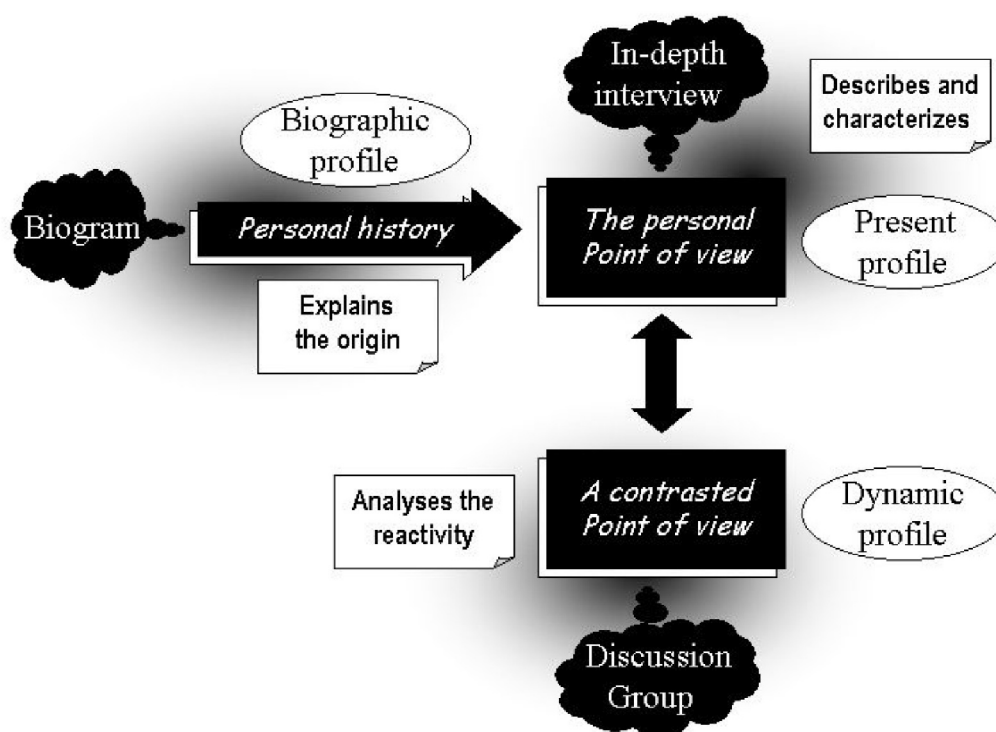 In-depth
interview
Describes and
characterizes
Biographic
profile
Biogram
Personal history
The personal
Point of view
Present
profile
Explains
the origin
Analyses the
reactivity
A contrasted
Point of view
Dynamic
profile
Discussion
Group